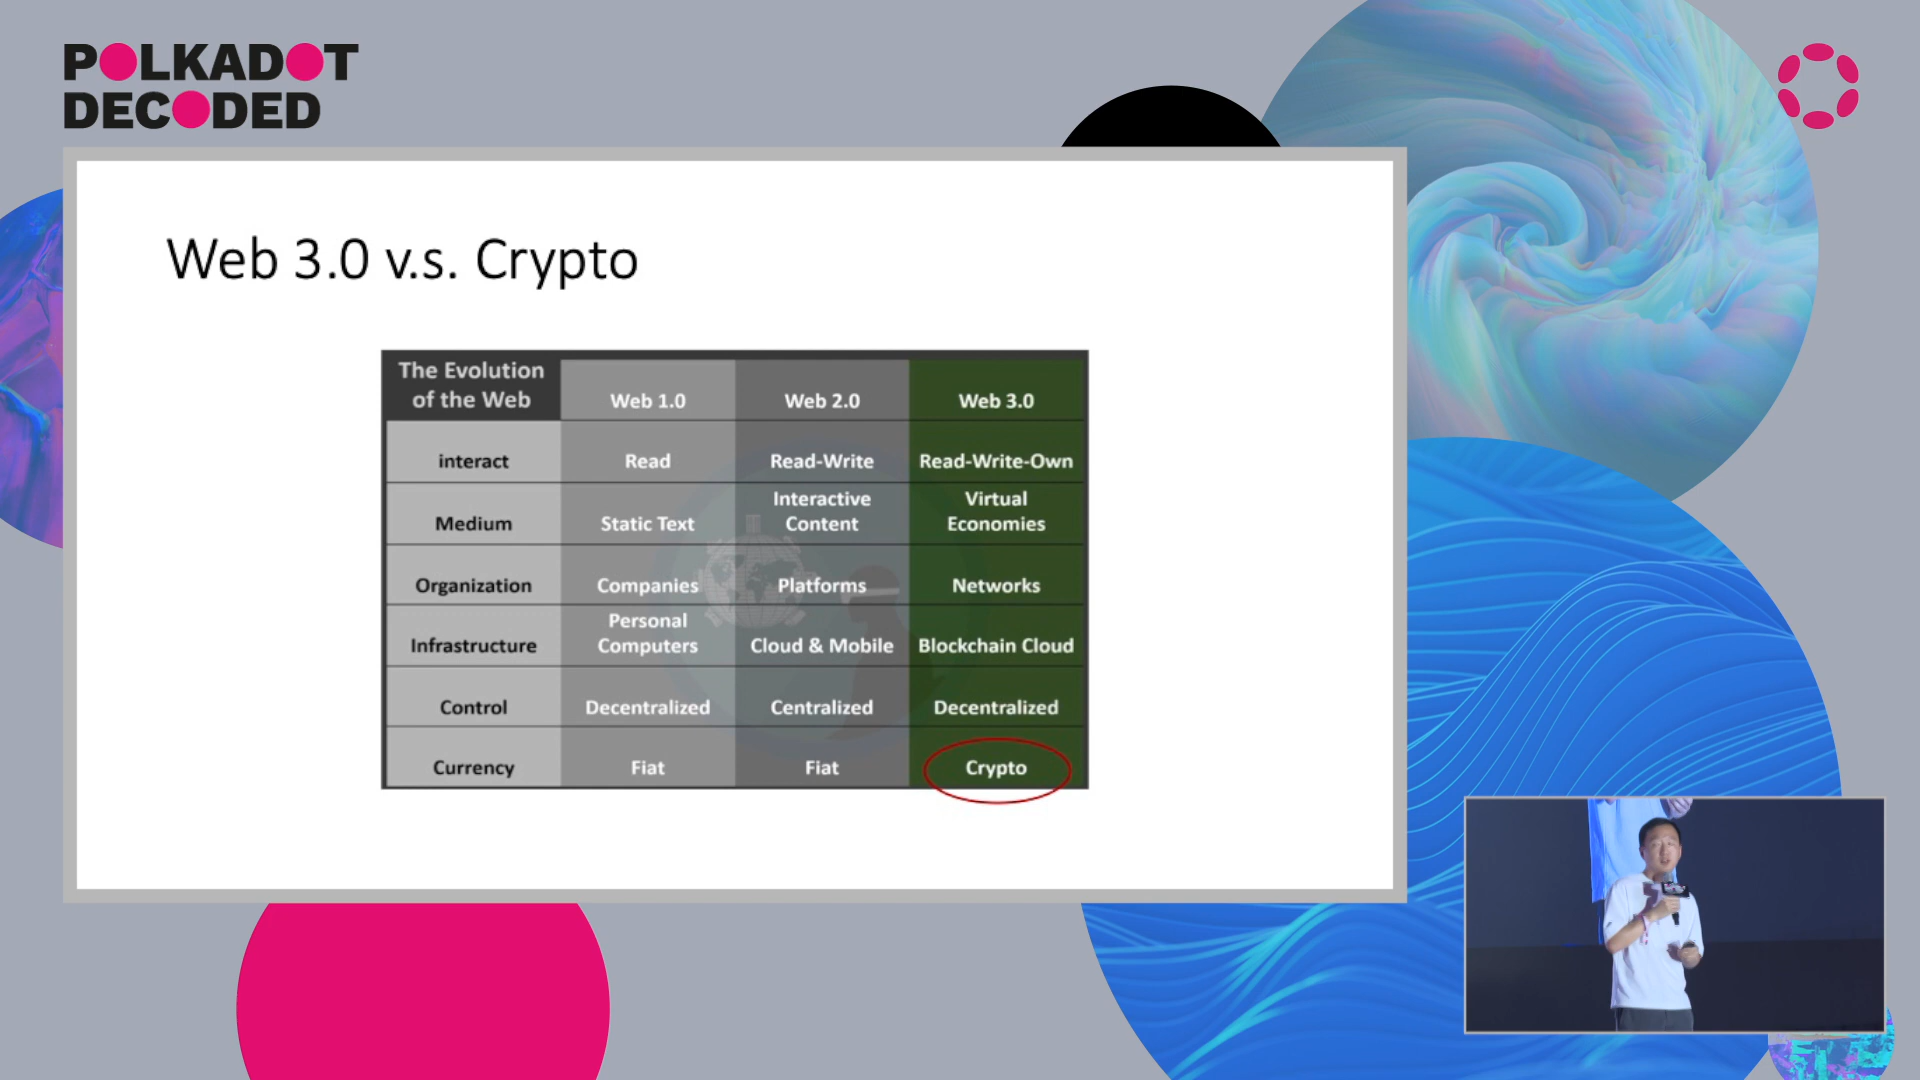 POLKADOT
DECODED
Web 3.0 v.s. Crypto
The Evolution
of the Web
Web 1.0
Web 2.0
Web 3.0
interact
Read
Read-Write
Read-Write-Own
Medium
Static Text
Interactive
Content
Virtual
Economies
Organization
Companies
Platforms
Networks
Infrastructure
Personal
Computers
Cloud & Mobile
Blockchain Cloud
Control
Decentralized
Centralized
Decentralized
Currency
Fiat
Fiat
Crypto